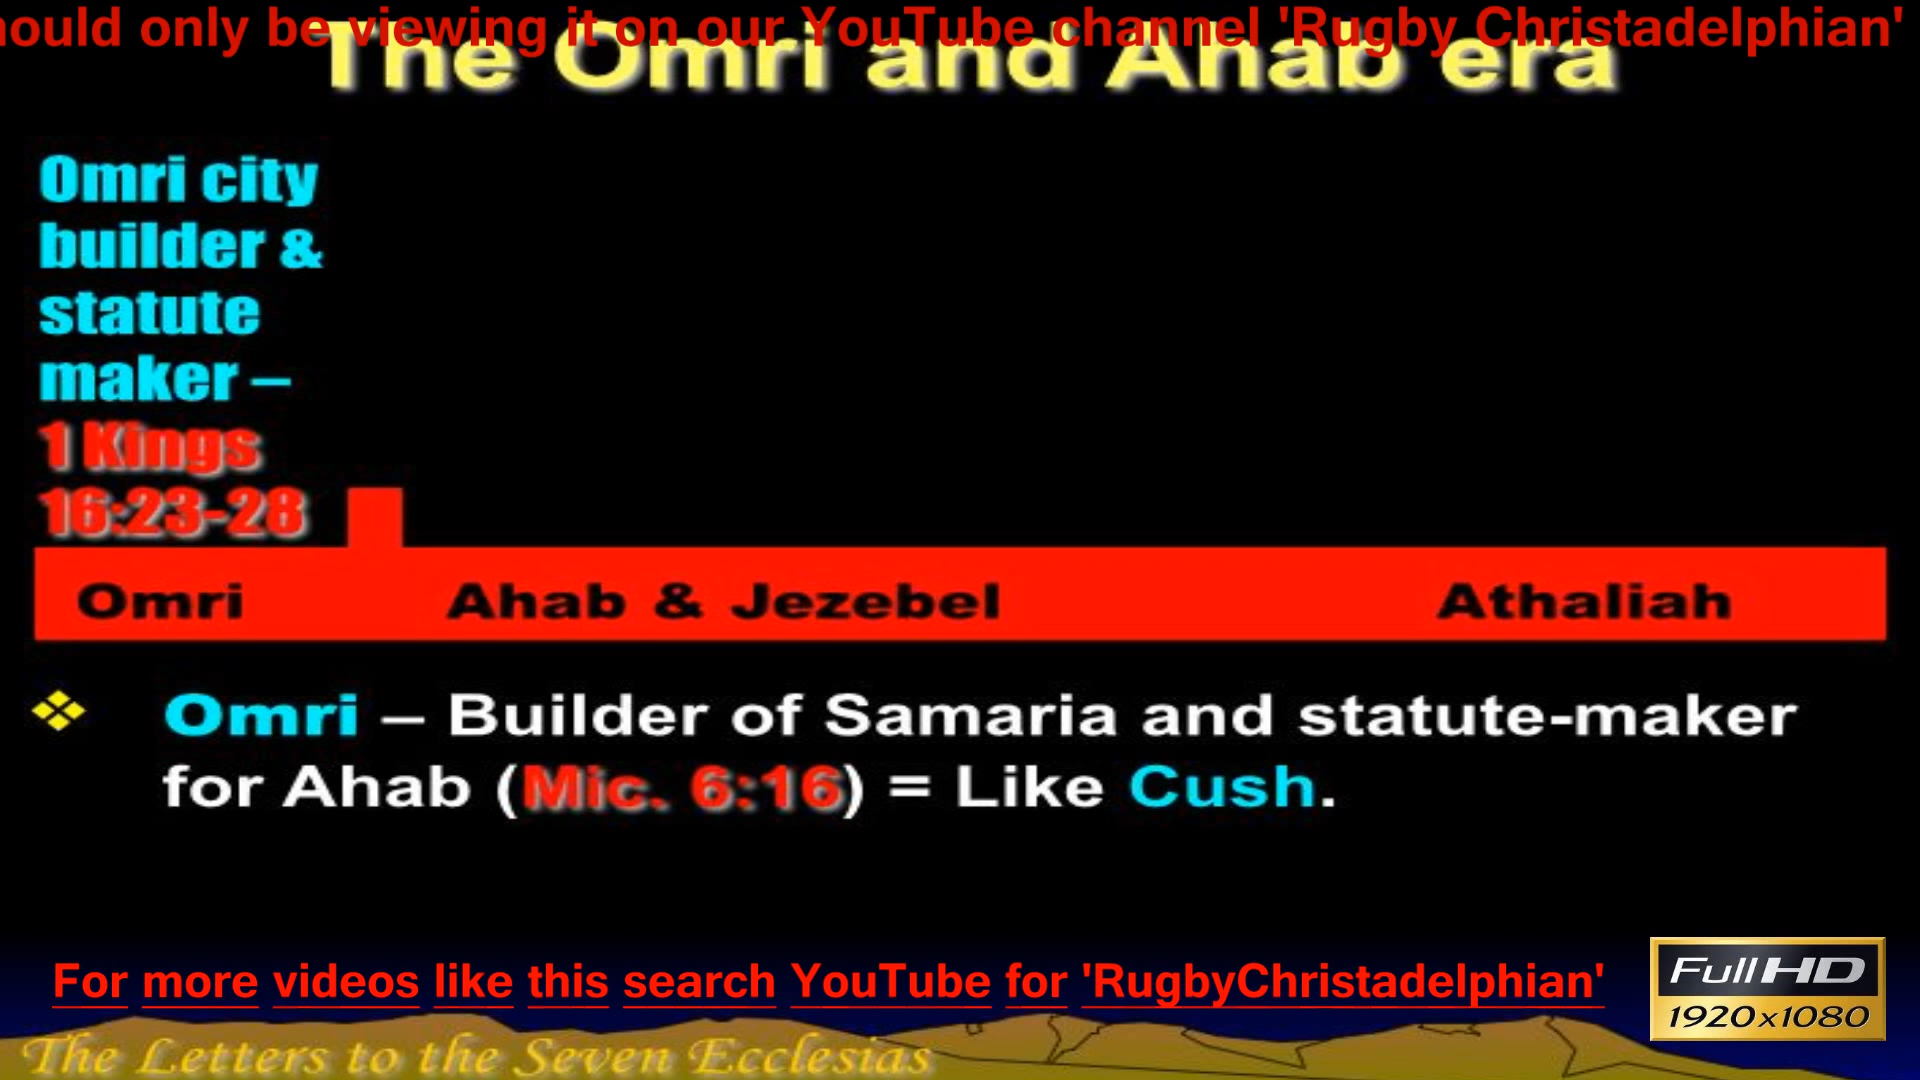 ould only be viewing it on our YouTube channel 'Rugby Christadelphian'
The Omri and Ahab era
Omri city
builder &
statute
maker –
1 Kings
16:23-28
Omri Ahab & Jezebel Athaliah
❖ Omri – Builder of Samaria and statute-maker
for Ahab (Mic. 6:16) = Like Cush.
For more videos like this search YouTube for 'RugbyChristadelphian'
Full HD
1920x1080
The Letters to the Seven Ecclesias